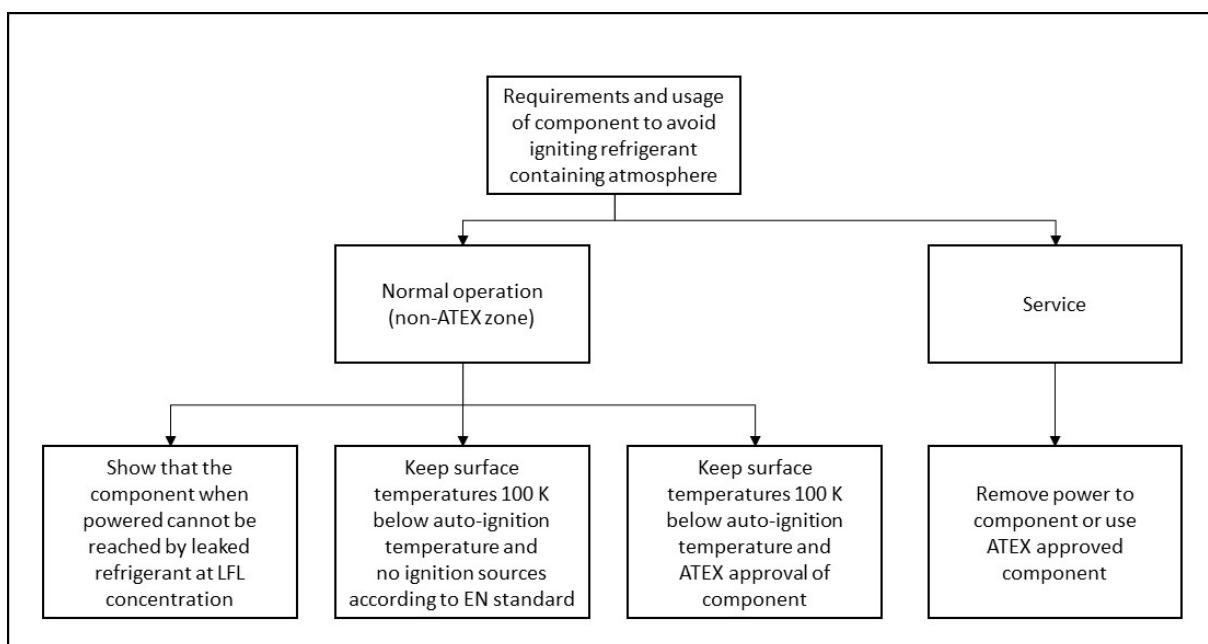 Requirements and usage
of component to avoid
igniting refrigerant
containing atmosphere
Normal operation
(non-ATEX zone)
Service
Show that the
component when
powered cannot be
reached by leaked
refrigerant at LFL
concentration
Keep surface
temperatures 100 K
below auto-ignition
temperature and
no ignition sources
according to EN standard
Keep surface
temperatures 100 K
below auto-ignition
temperature and
ATEX approval of
component
Remove power to
component or use
ATEX approved
component